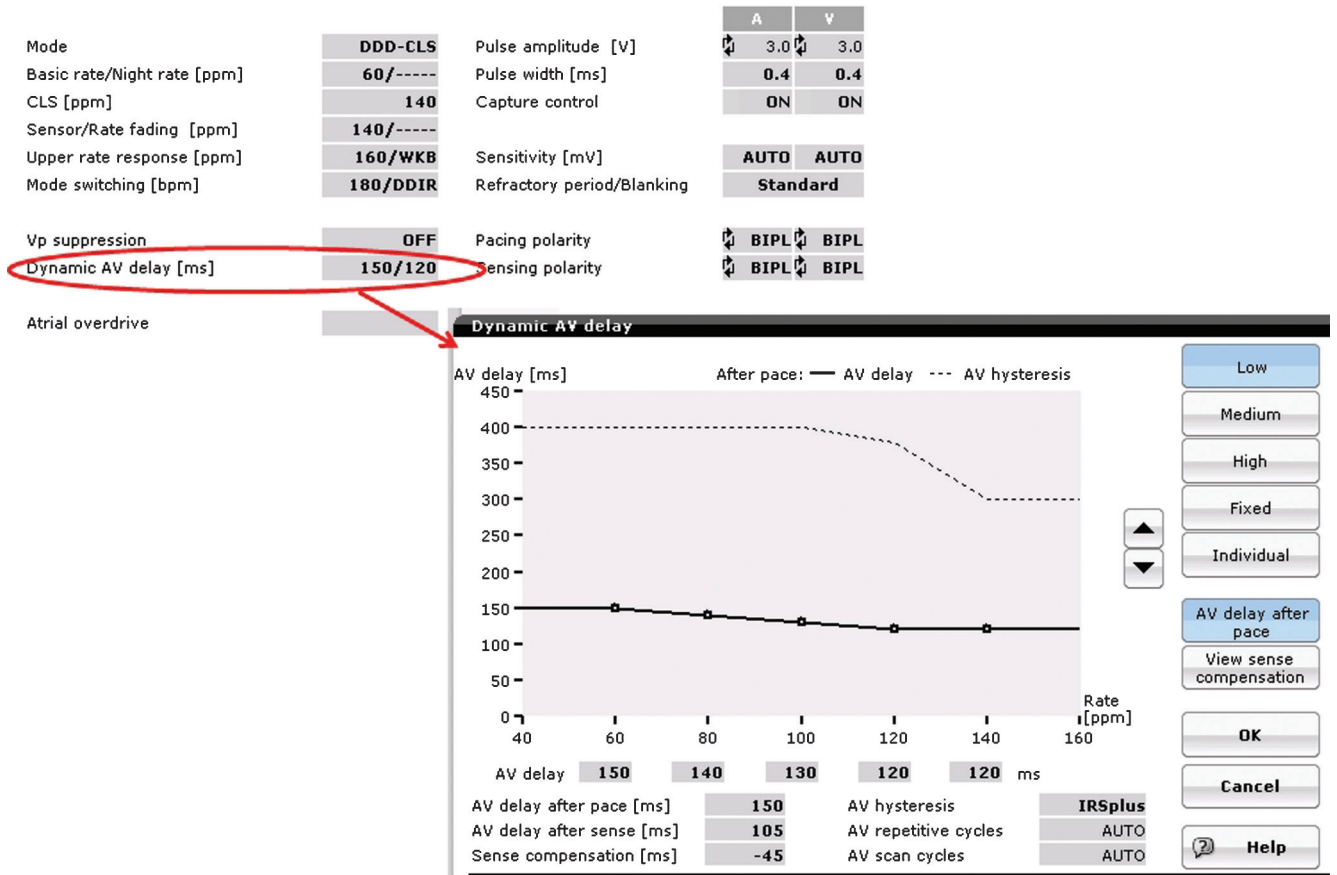 A V
Mode DDD-CLS Pulse amplitude [V] 3.0 3.0
Basic rate/Night rate [ppm] 60/----- Pulse width [ms] 0.4 0.4
CLS [ppm] 140 Capture control ON ON
Sensor/Rate fading [ppm] 140/-----
Upper rate response [ppm] 160/WKB Sensitivity [mV] AUTO AUTO
Mode switching [bpm] 180/DDIR Refractory period/Blanking Standard
Vp suppression OFF Pacing polarity BIPL BIPL
Dynamic AV delay [ms] 150/120 Sensing polarity BIPL BIPL
Atrial overdrive
Dynamic AV delay
AV delay [ms] After pace: AV delay --- AV hysteresis
450
400
350
300
250
200
150
100
50
0
Rate
[ppm]
40 60 80 100 120 140 160
AV delay 150 140 130 120 120 ms
AV delay after pace [ms] 150 AV hysteresis IRSplus
AV delay after sense [ms] 105 AV repetitive cycles AUTO
Sense compensation [ms] -45 AV scan cycles AUTO
Low
Medium
High
Fixed
Individual
AV delay after
pace
View sense
compensation
OK
Cancel
Help